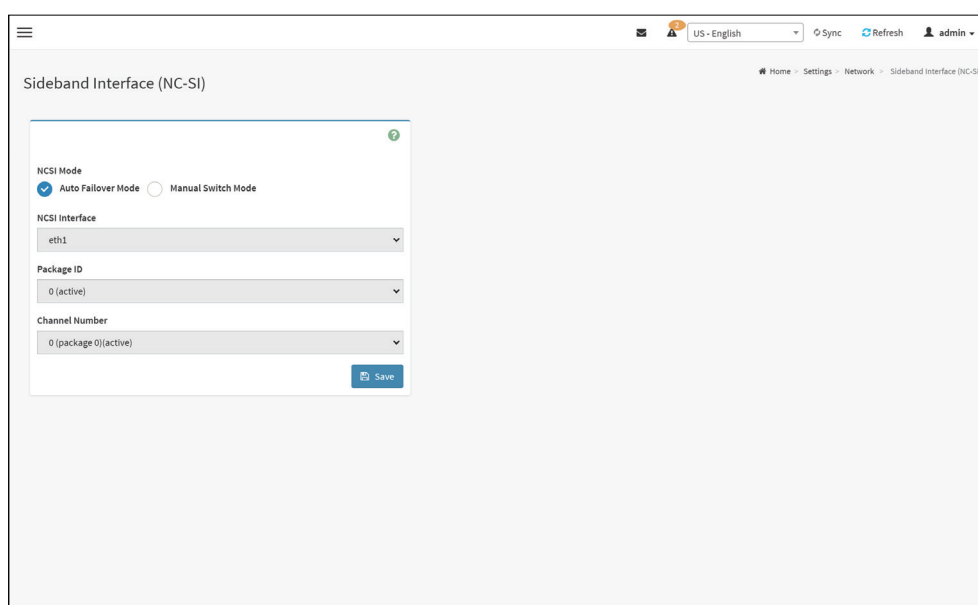 2
US - English Sync Refresh admin
Sideband Interface (NC-SI)
Home > Settings > Network > Sideband Interface (NC-SI
?
NCSI Mode
Auto Failover Mode Manual Switch Mode
NCSI Interface
eth1
Package ID
0 (active)
Channel Number
0 (package 0)(active)
Save